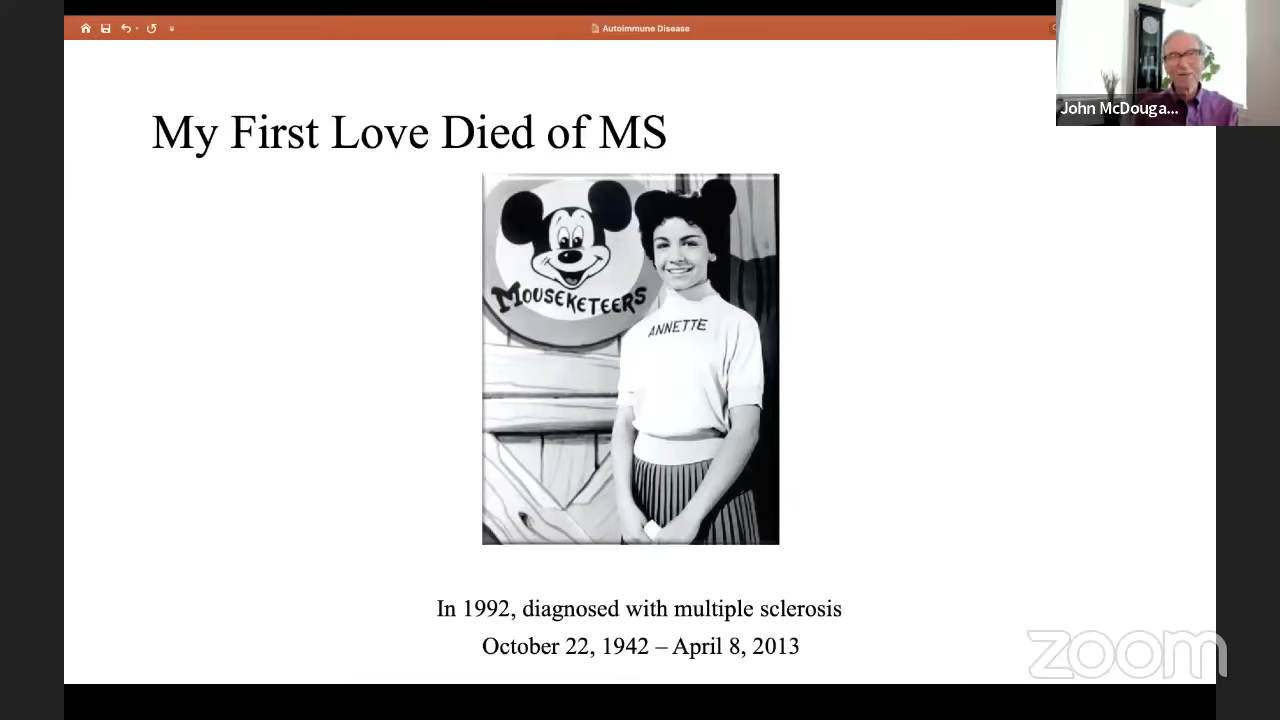 Autoimmune Disease
John McDouga...
My First Love Died of MS
MOUSEKETEERS
ANNETTE
In 1992, diagnosed with multiple sclerosis
October 22, 1942 – April 8, 2013
zoom